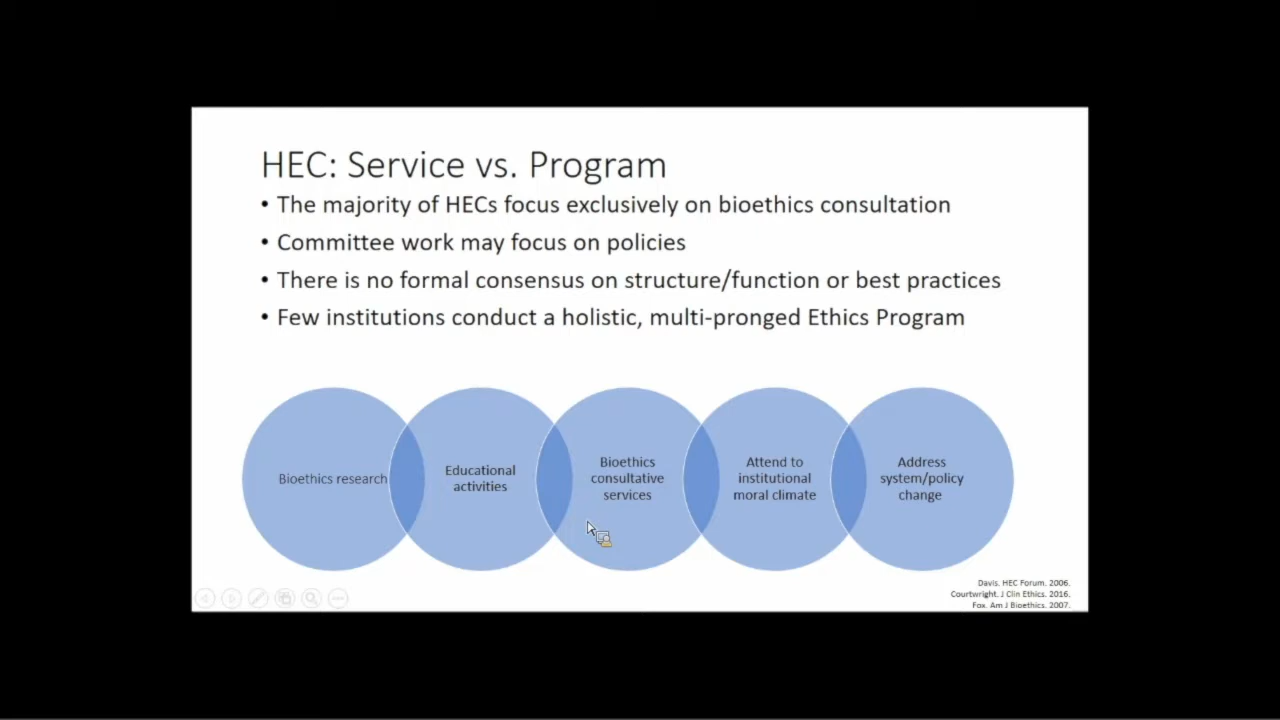 HEC: Service vs. Program
• The majority of HECs focus exclusively on bioethics consultation
• Committee work may focus on policies
• There is no formal consensus on structure/function or best practices
• Few institutions conduct a holistic, multi-pronged Ethics Program
Bioethics research
Educational
activities
Bioethics
consultative
services
Attend to
institutional
moral climate
Address
system/policy
change
Davis. HEC Forum. 2006.
Courtwright. J Clin Ethics. 2016.
Fox. Am J Bioethics. 2007.